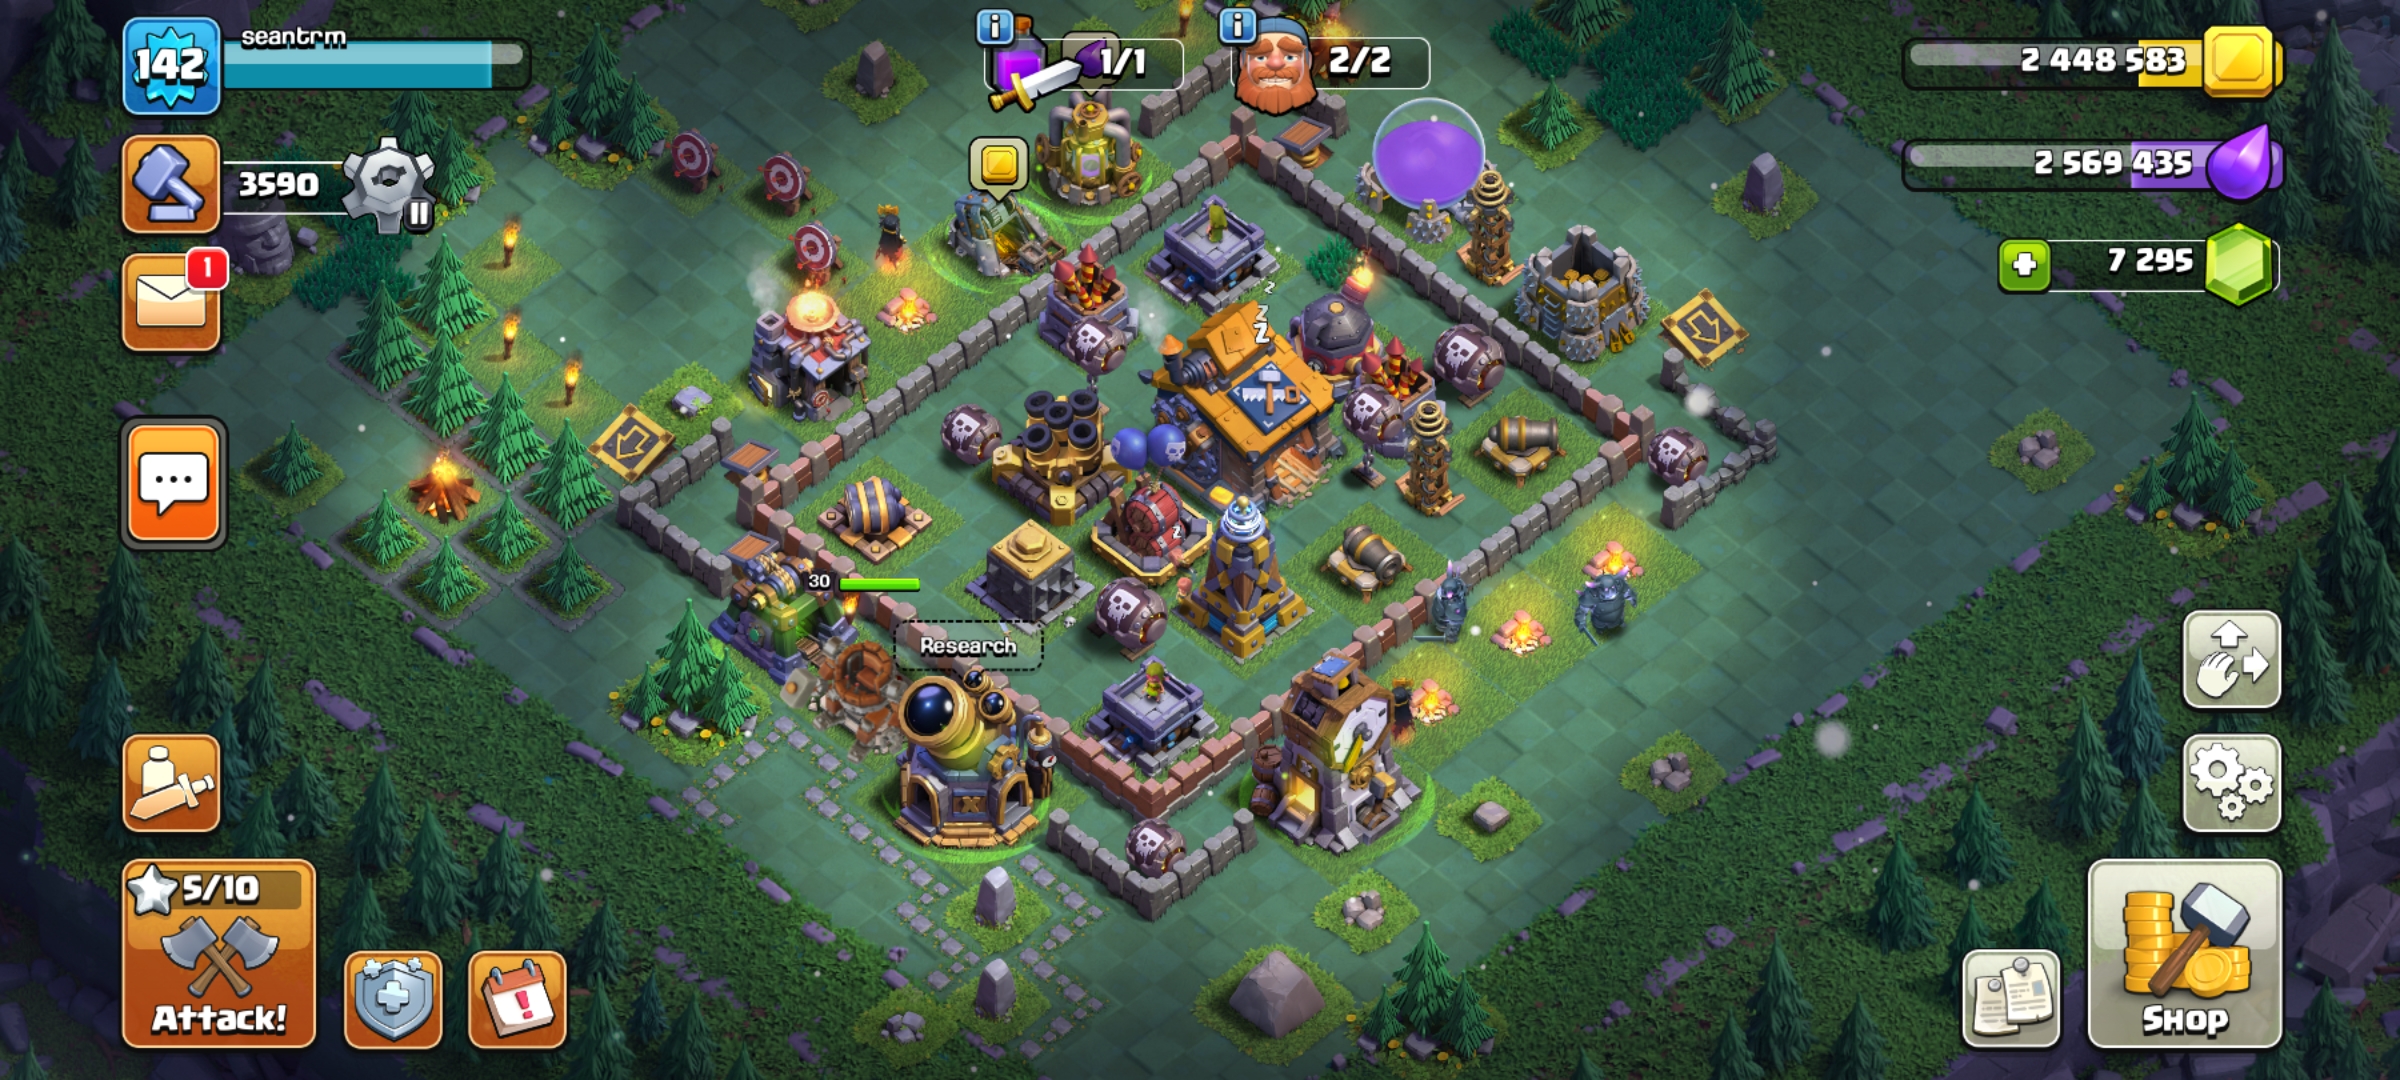 142
seantrm
1/1
2/2
2 448 583
3590
2 569 435
1
7 295
z
z
z
z
30
Research
5/10
Attack!
Shop